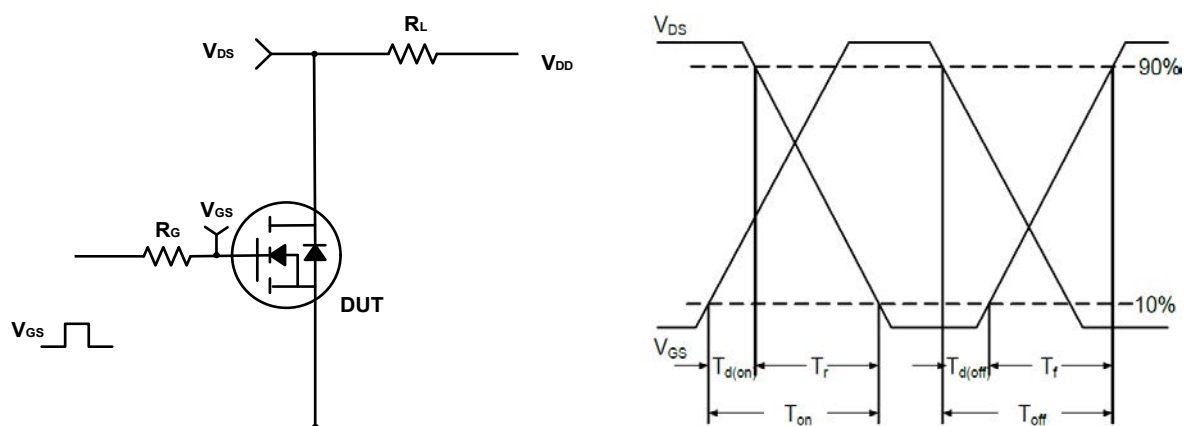 RL
VDS
VDD
VGS
RG
DUT
VGS
VDS
90%
10%
VGS
Td(on)
Tr
Td(off)
Tf
Ton
Toff